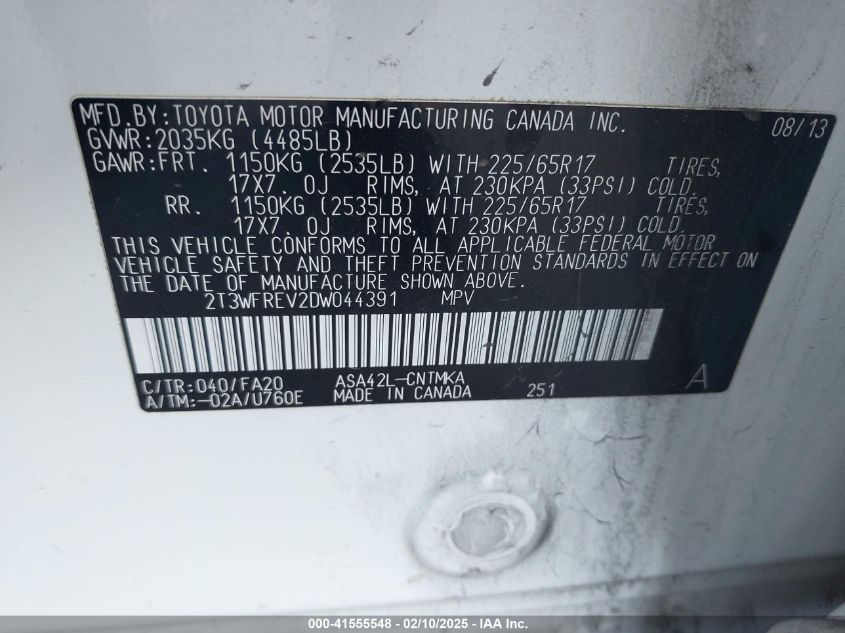 MFD. BY: TOYOTA MOTOR MANUFACTURING CANADA INC. 08/13
GVWR: 2035KG (4485LB)
GAWR: FRT. 1150KG (2535LB) WITH 225/65R17 TIRES,
17X7.0J RIMS, AT 230KPA (33PSI) COLD.
RR. 1150KG (2535LB) WITH 225/65R17 TIRES,
17X7.0J RIMS, AT 230KPA (33PSI) COLD.
THIS VEHICLE CONFORMS TO ALL APPLICABLE FEDERAL MOTOR
VEHICLE SAFETY AND THEFT PREVENTION STANDARDS IN EFFECT ON
THE DATE OF MANUFACTURE SHOWN ABOVE.
2T3WFREV2DW044391 MPV
C/TR: 040/FA20 ASA42L-CNTMKA A
A/TM: -02A/U760E MADE IN CANADA 251
000-41555548 - 02/10/2025 - IAA Inc.